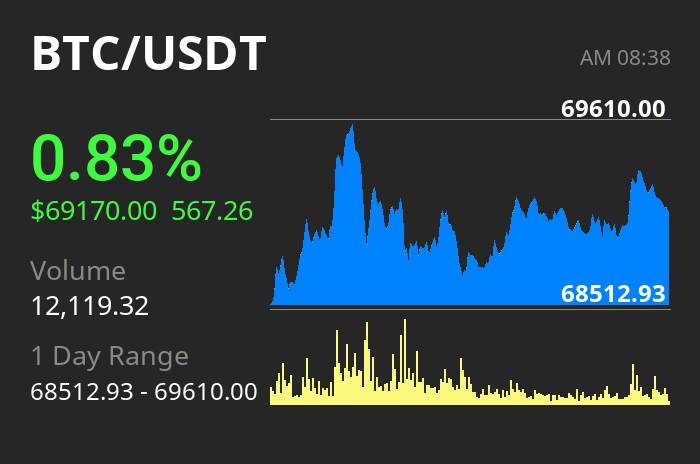 BTC/USDT
AM 08:38
69610.00
0.83%
$69170.00 567.26
Volume
12,119.32
68512.93
1 Day Range
68512.93 - 69610.00